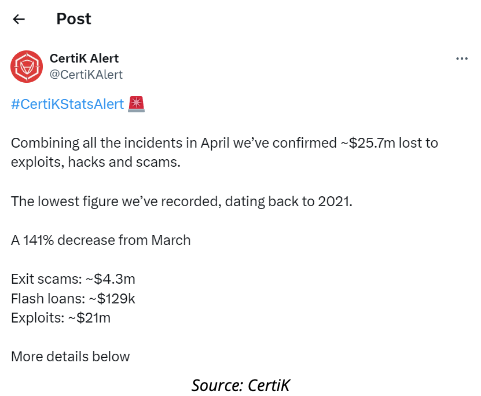 ← Post
CertiK Alert
@CertiKAlert
#CertiKStatsAlert 🚨
Combining all the incidents in April we've confirmed ~$25.7m lost to
exploits, hacks and scams.
The lowest figure we've recorded, dating back to 2021.
A 141% decrease from March
Exit scams: ~$4.3m
Flash loans: ~$129k
Exploits: ~$21m
More details below
Source: CertiK